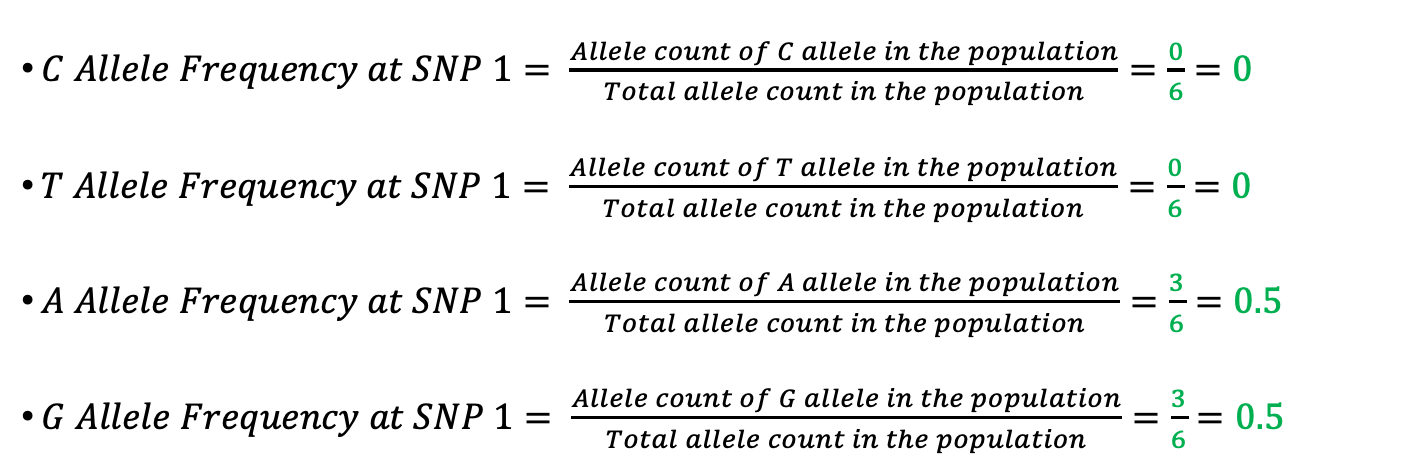 • C Allele Frequency at SNP 1 = Allele count of C allele in the population / Total allele count in the population = 0/6 = 0
• T Allele Frequency at SNP 1 = Allele count of T allele in the population / Total allele count in the population = 0/6 = 0
• A Allele Frequency at SNP 1 = Allele count of A allele in the population / Total allele count in the population = 3/6 = 0.5
• G Allele Frequency at SNP 1 = Allele count of G allele in the population / Total allele count in the population = 3/6 = 0.5